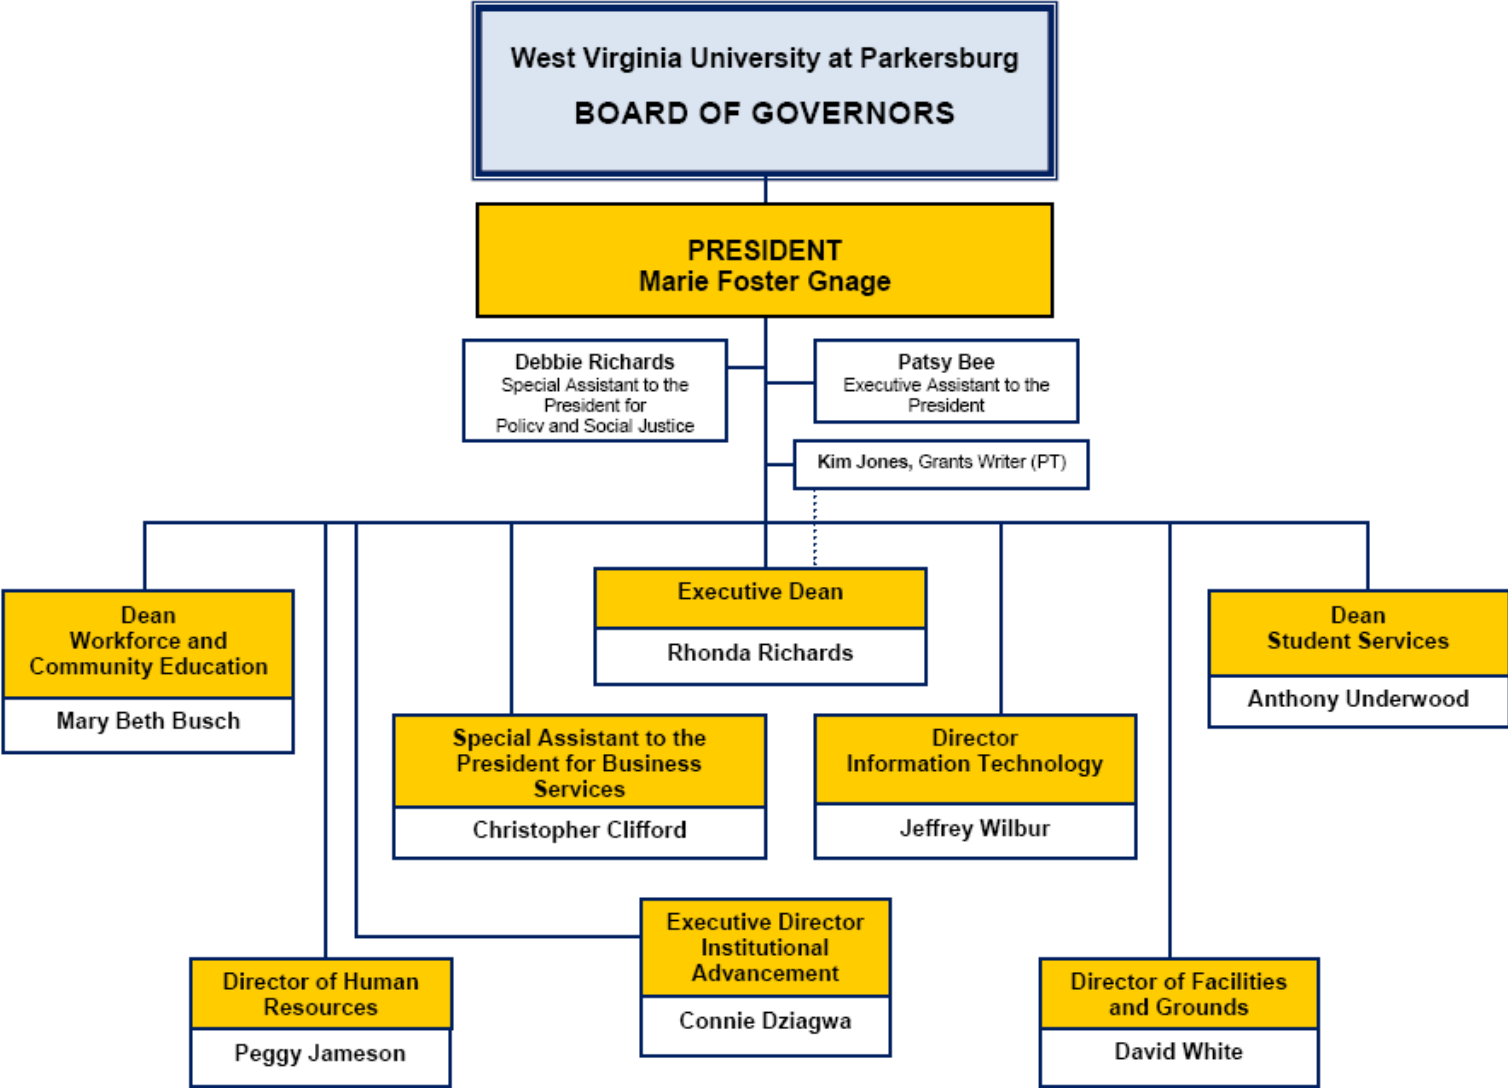 West Virginia University at Parkersburg
BOARD OF GOVERNORS
PRESIDENT
Marie Foster Gnage
Debbie Richards
Special Assistant to the
President for
Policy and Social Justice
Patsy Bee
Executive Assistant to the
President
Kim Jones, Grants Writer (PT)
Executive Dean
Rhonda Richards
Dean
Workforce and
Community Education
Mary Beth Busch
Dean
Student Services
Anthony Underwood
Special Assistant to the
President for Business
Services
Christopher Clifford
Director
Information Technology
Jeffrey Wilbur
Executive Director
Institutional
Advancement
Connie Dziagwa
Director of Human
Resources
Peggy Jameson
Director of Facilities
and Grounds
David White